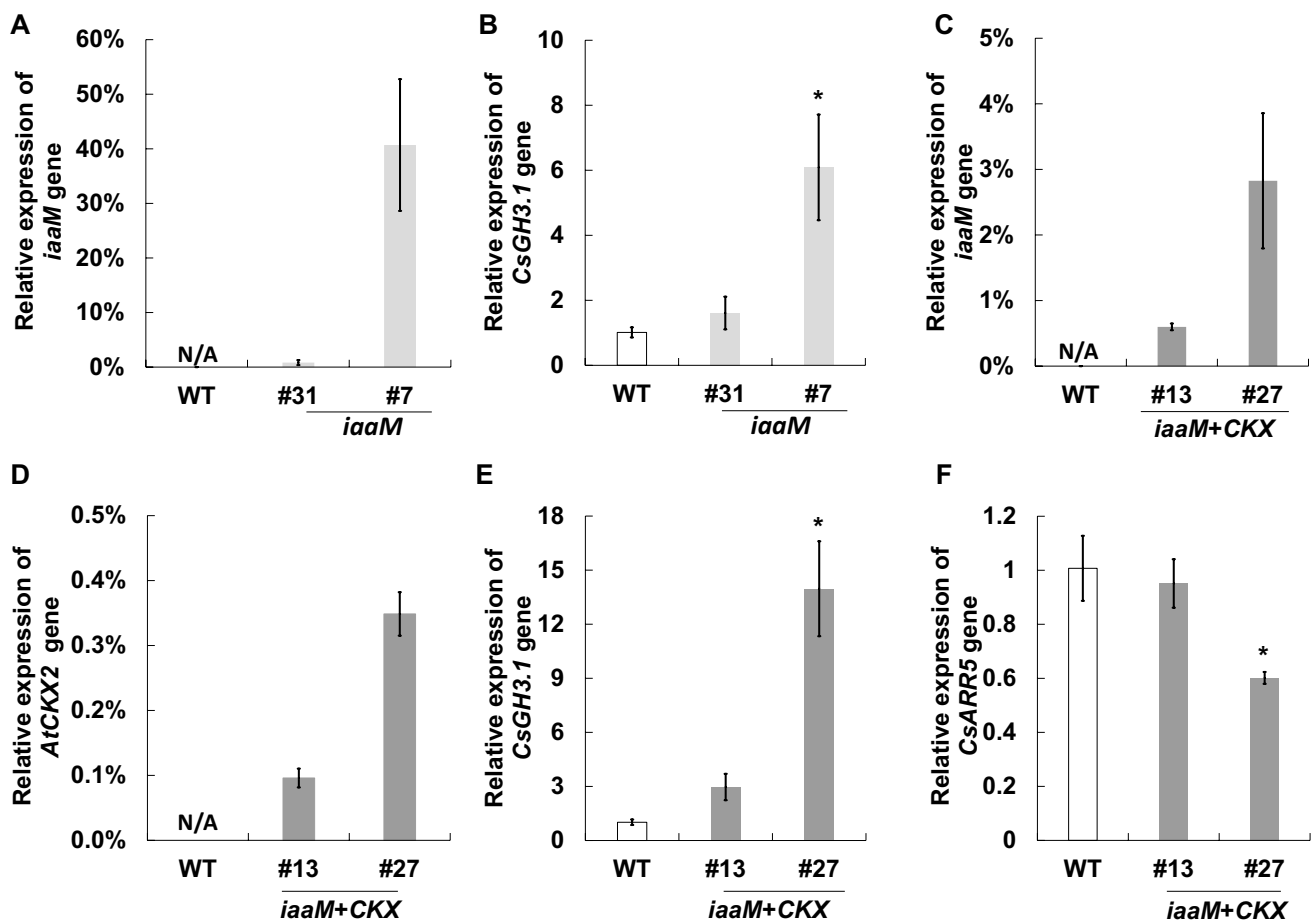 A
Relative expression of
iaaM gene
60%
50%
40%
30%
20%
10%
0%
N/A
WT #31 #7
iaaM
B
Relative expression of
CsGH3.1 gene
10
8
6
4
2
0
*
WT #31 #7
iaaM
C
Relative expression of
iaaM gene
5%
4%
3%
2%
1%
0%
N/A
WT #13 #27
iaaM+CKX
D
Relative expression of
AtCKX2 gene
0.5%
0.4%
0.3%
0.2%
0.1%
0.0%
N/A
WT #13 #27
iaaM+CKX
E
Relative expression of
CsGH3.1 gene
18
15
12
9
6
3
0
*
WT #13 #27
iaaM+CKX
F
Relative expression of
CsARR5 gene
1.2
1
0.8
0.6
0.4
0.2
0
*
WT #13 #27
iaaM+CKX